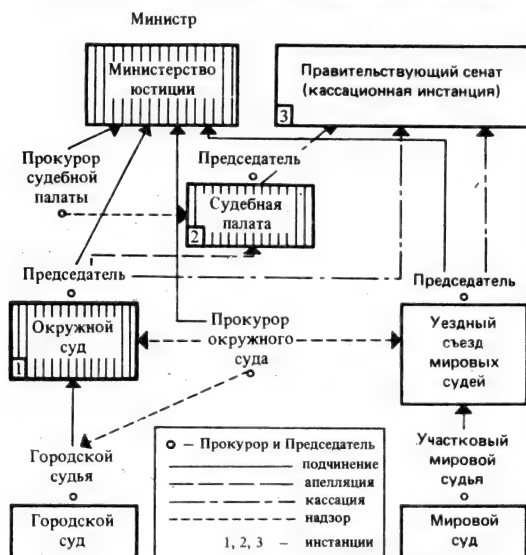 Министр
Министерство
юстиции
Правительствующий сенат
(кассационная инстанция)
3
Прокурор
судебной
палаты
Председатель
Судебная
палата
2
Председатель
Председатель
Окружной
суд
1
Прокурор
окружного
суда
Уездный
съезд
мировых
судей
Городской
судья
Участковый
мировой
судья
Городской
суд
Мировой
суд
– Прокурор и Председатель
подчинение
апелляция
кассация
надзор
1, 2, 3 – инстанции